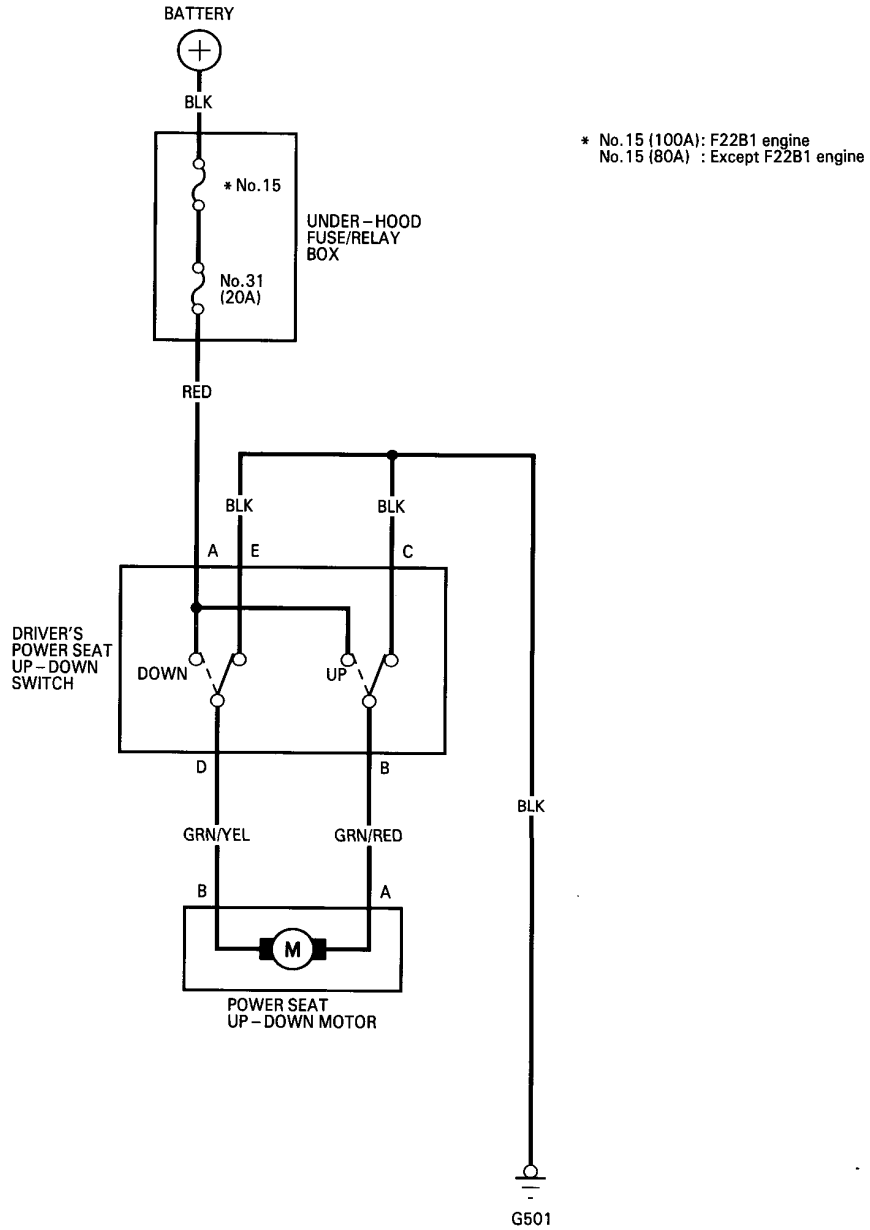 BATTERY
BLK
* No.15
No.31
(20A)
UNDER–HOOD
FUSE/RELAY
BOX
* No.15 (100A): F22B1 engine
No.15 (80A) : Except F22B1 engine
RED
BLK
BLK
A
E
C
DRIVER'S
POWER SEAT
UP–DOWN
SWITCH
DOWN
UP
D
B
BLK
GRN/YEL
GRN/RED
B
A
M
POWER SEAT
UP–DOWN MOTOR
G501